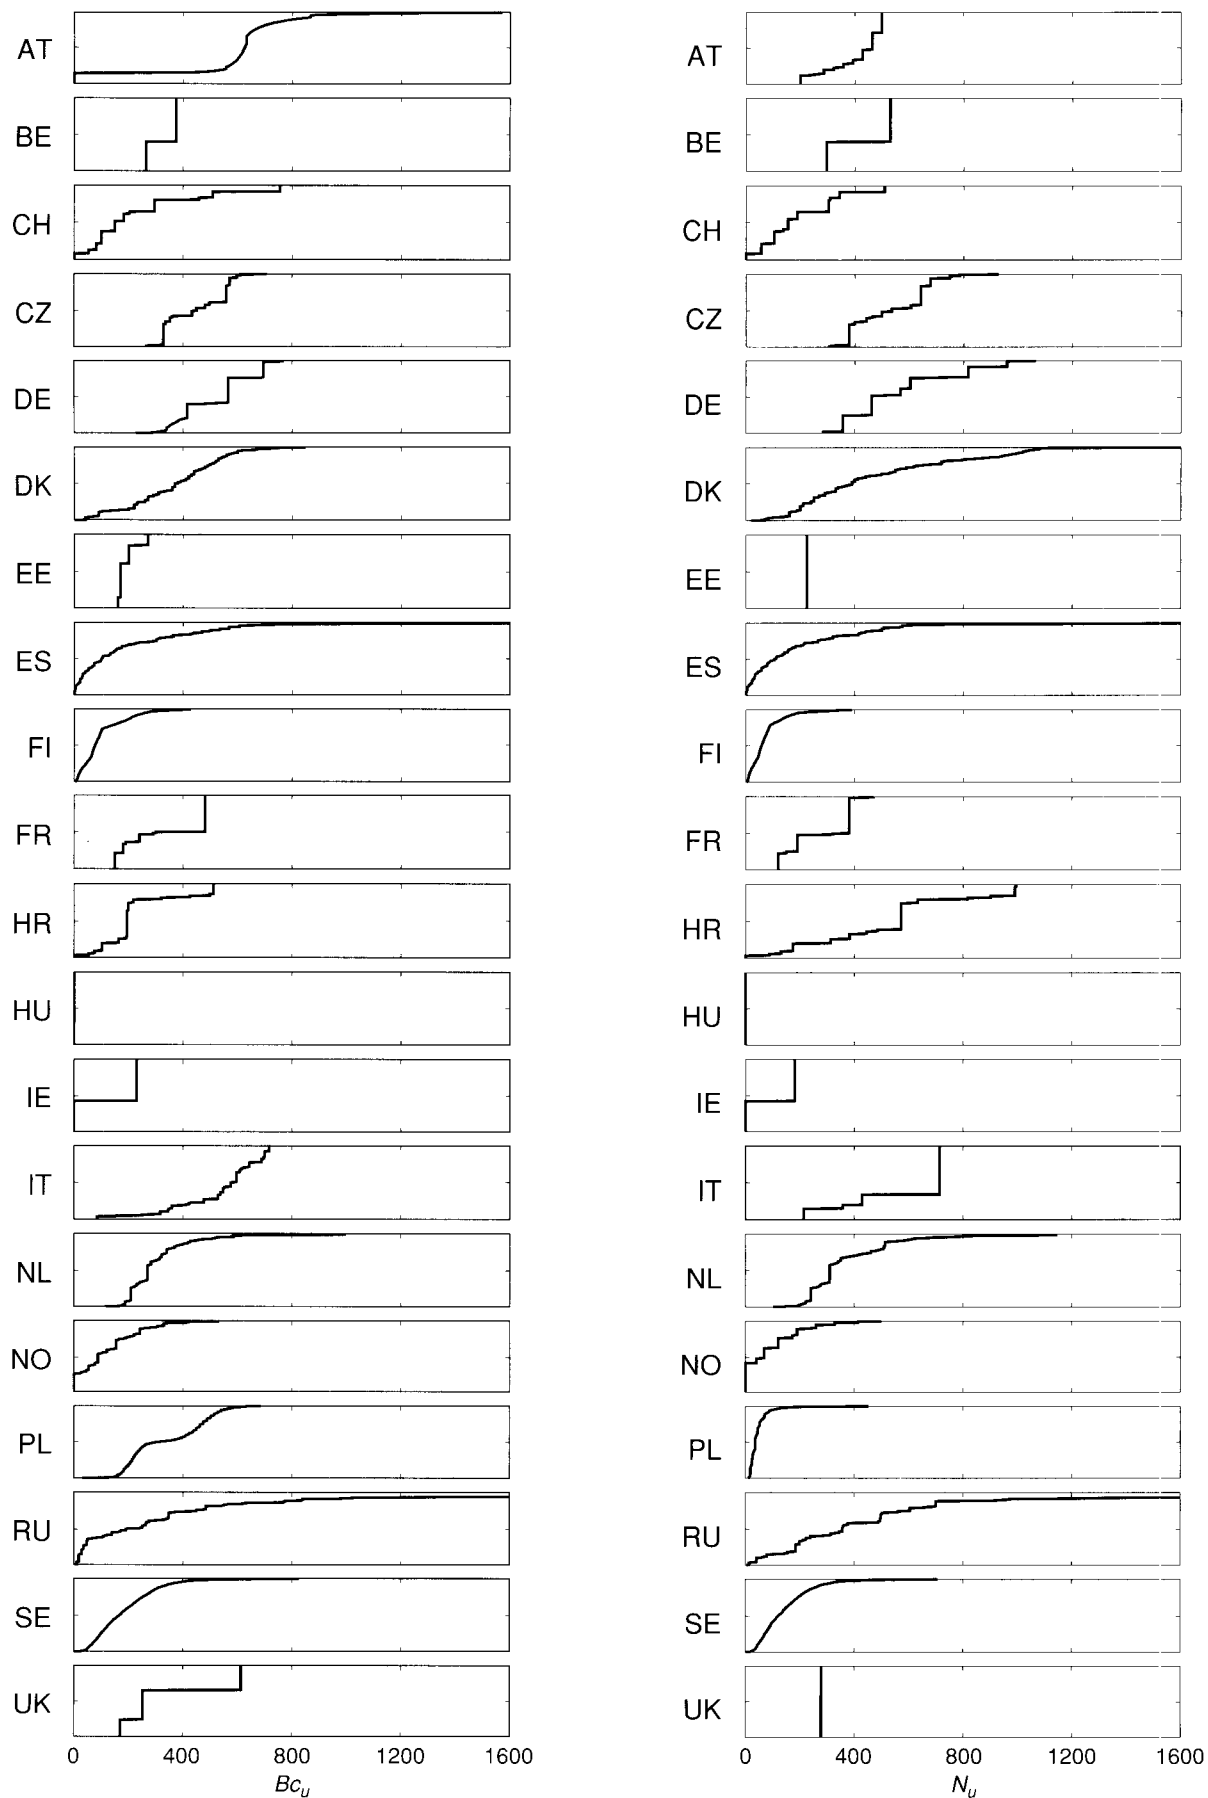 AT AT
BE BE
CH CH
CZ CZ
DE DE
DK DK
EE EE
ES ES
FI FI
FR FR
HR HR
HU HU
IE IE
IT IT
NL NL
NO NO
PL PL
RU RU
SE SE
UK UK
0 400 800 1200 1600 0 400 800 1200 1600
Bc_u N_u